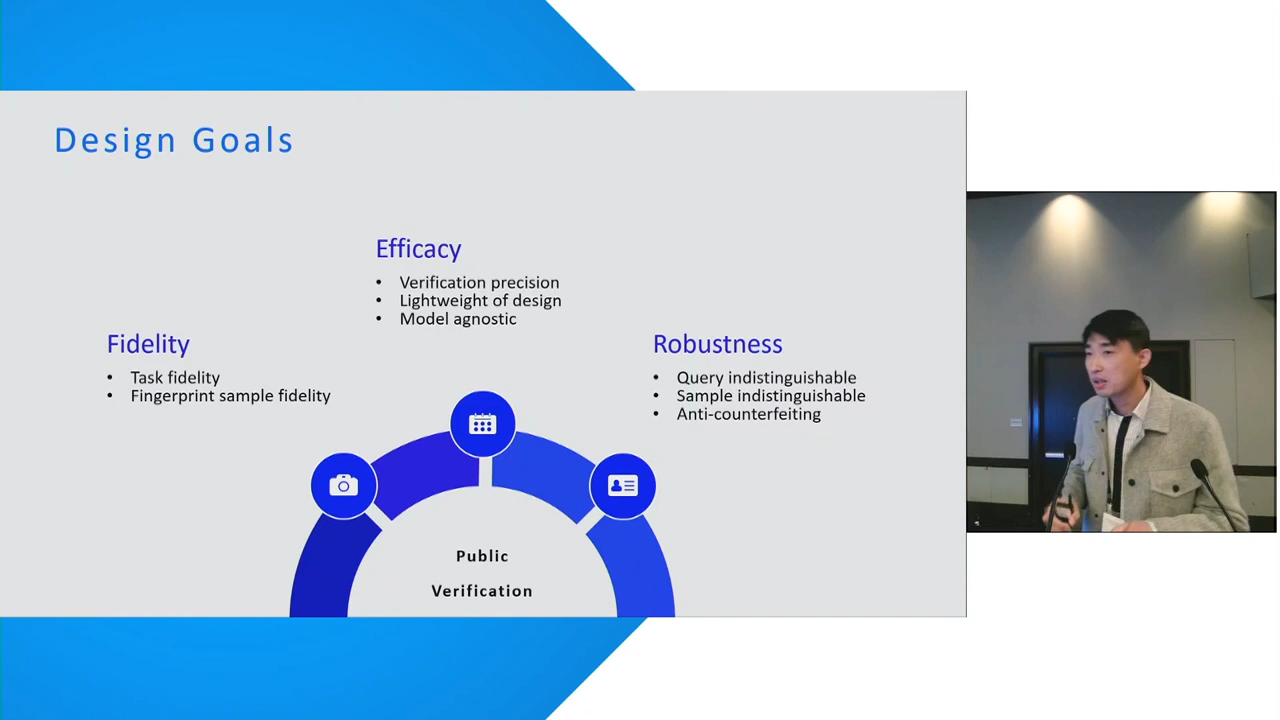 Design Goals
Efficacy
• Verification precision
• Lightweight of design
• Model agnostic
Fidelity
• Task fidelity
• Fingerprint sample fidelity
Robustness
• Query indistinguishable
• Sample indistinguishable
• Anti-counterfeiting
Public
Verification